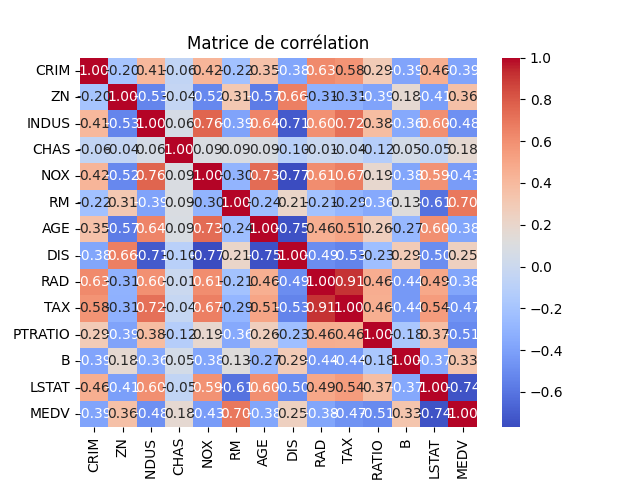 Matrice de corrélation
CRIM 1.00 -0.20 0.41 -0.06 0.42 -0.22 0.35 -0.38 0.63 0.58 0.29 -0.39 0.46 -0.39
ZN -0.20 1.00 -0.53 -0.04 -0.52 0.31 -0.57 0.66 -0.31 -0.31 -0.39 0.18 -0.41 0.36
INDUS 0.41 -0.53 1.00 0.06 0.76 -0.39 0.64 -0.71 0.60 0.72 0.38 -0.36 0.60 -0.48
CHAS -0.06 -0.04 0.06 1.00 0.09 0.09 0.09 -0.10 -0.01 -0.04 -0.12 0.05 -0.05 0.18
NOX 0.42 -0.52 0.76 0.09 1.00 -0.30 0.73 -0.77 0.61 0.67 0.19 -0.38 0.59 -0.43
RM -0.22 0.31 -0.39 0.09 -0.30 1.00 -0.24 0.21 -0.21 -0.29 -0.36 0.13 -0.61 0.70
AGE 0.35 -0.57 0.64 0.09 0.73 -0.24 1.00 -0.75 0.46 0.51 0.26 -0.27 0.60 -0.38
DIS -0.38 0.66 -0.71 -0.10 -0.77 0.21 -0.75 1.00 -0.49 -0.53 -0.23 0.29 -0.50 0.25
RAD 0.63 -0.31 0.60 -0.01 0.61 -0.21 0.46 -0.49 1.00 0.91 0.46 -0.44 0.49 -0.38
TAX 0.58 -0.31 0.72 -0.04 0.67 -0.29 0.51 -0.53 0.91 1.00 0.46 -0.44 0.54 -0.47
PTRATIO 0.29 -0.39 0.38 -0.12 0.19 -0.36 0.26 -0.23 0.46 0.46 1.00 -0.18 0.37 -0.51
B -0.39 0.18 -0.36 0.05 -0.38 0.13 -0.27 0.29 -0.44 -0.44 -0.18 1.00 -0.37 0.33
LSTAT 0.46 -0.41 0.60 -0.05 0.59 -0.61 0.60 -0.50 0.49 0.54 0.37 -0.37 1.00 -0.74
MEDV -0.39 0.36 -0.48 0.18 -0.43 0.70 -0.38 0.25 -0.38 -0.47 -0.51 0.33 -0.74 1.00
CRIM
ZN
NDUS
CHAS
NOX
RM
AGE
DIS
RAD
TAX
RATIO
B
LSTAT
MEDV
1.0
0.8
0.6
0.4
0.2
0.0
−0.2
−0.4
−0.6